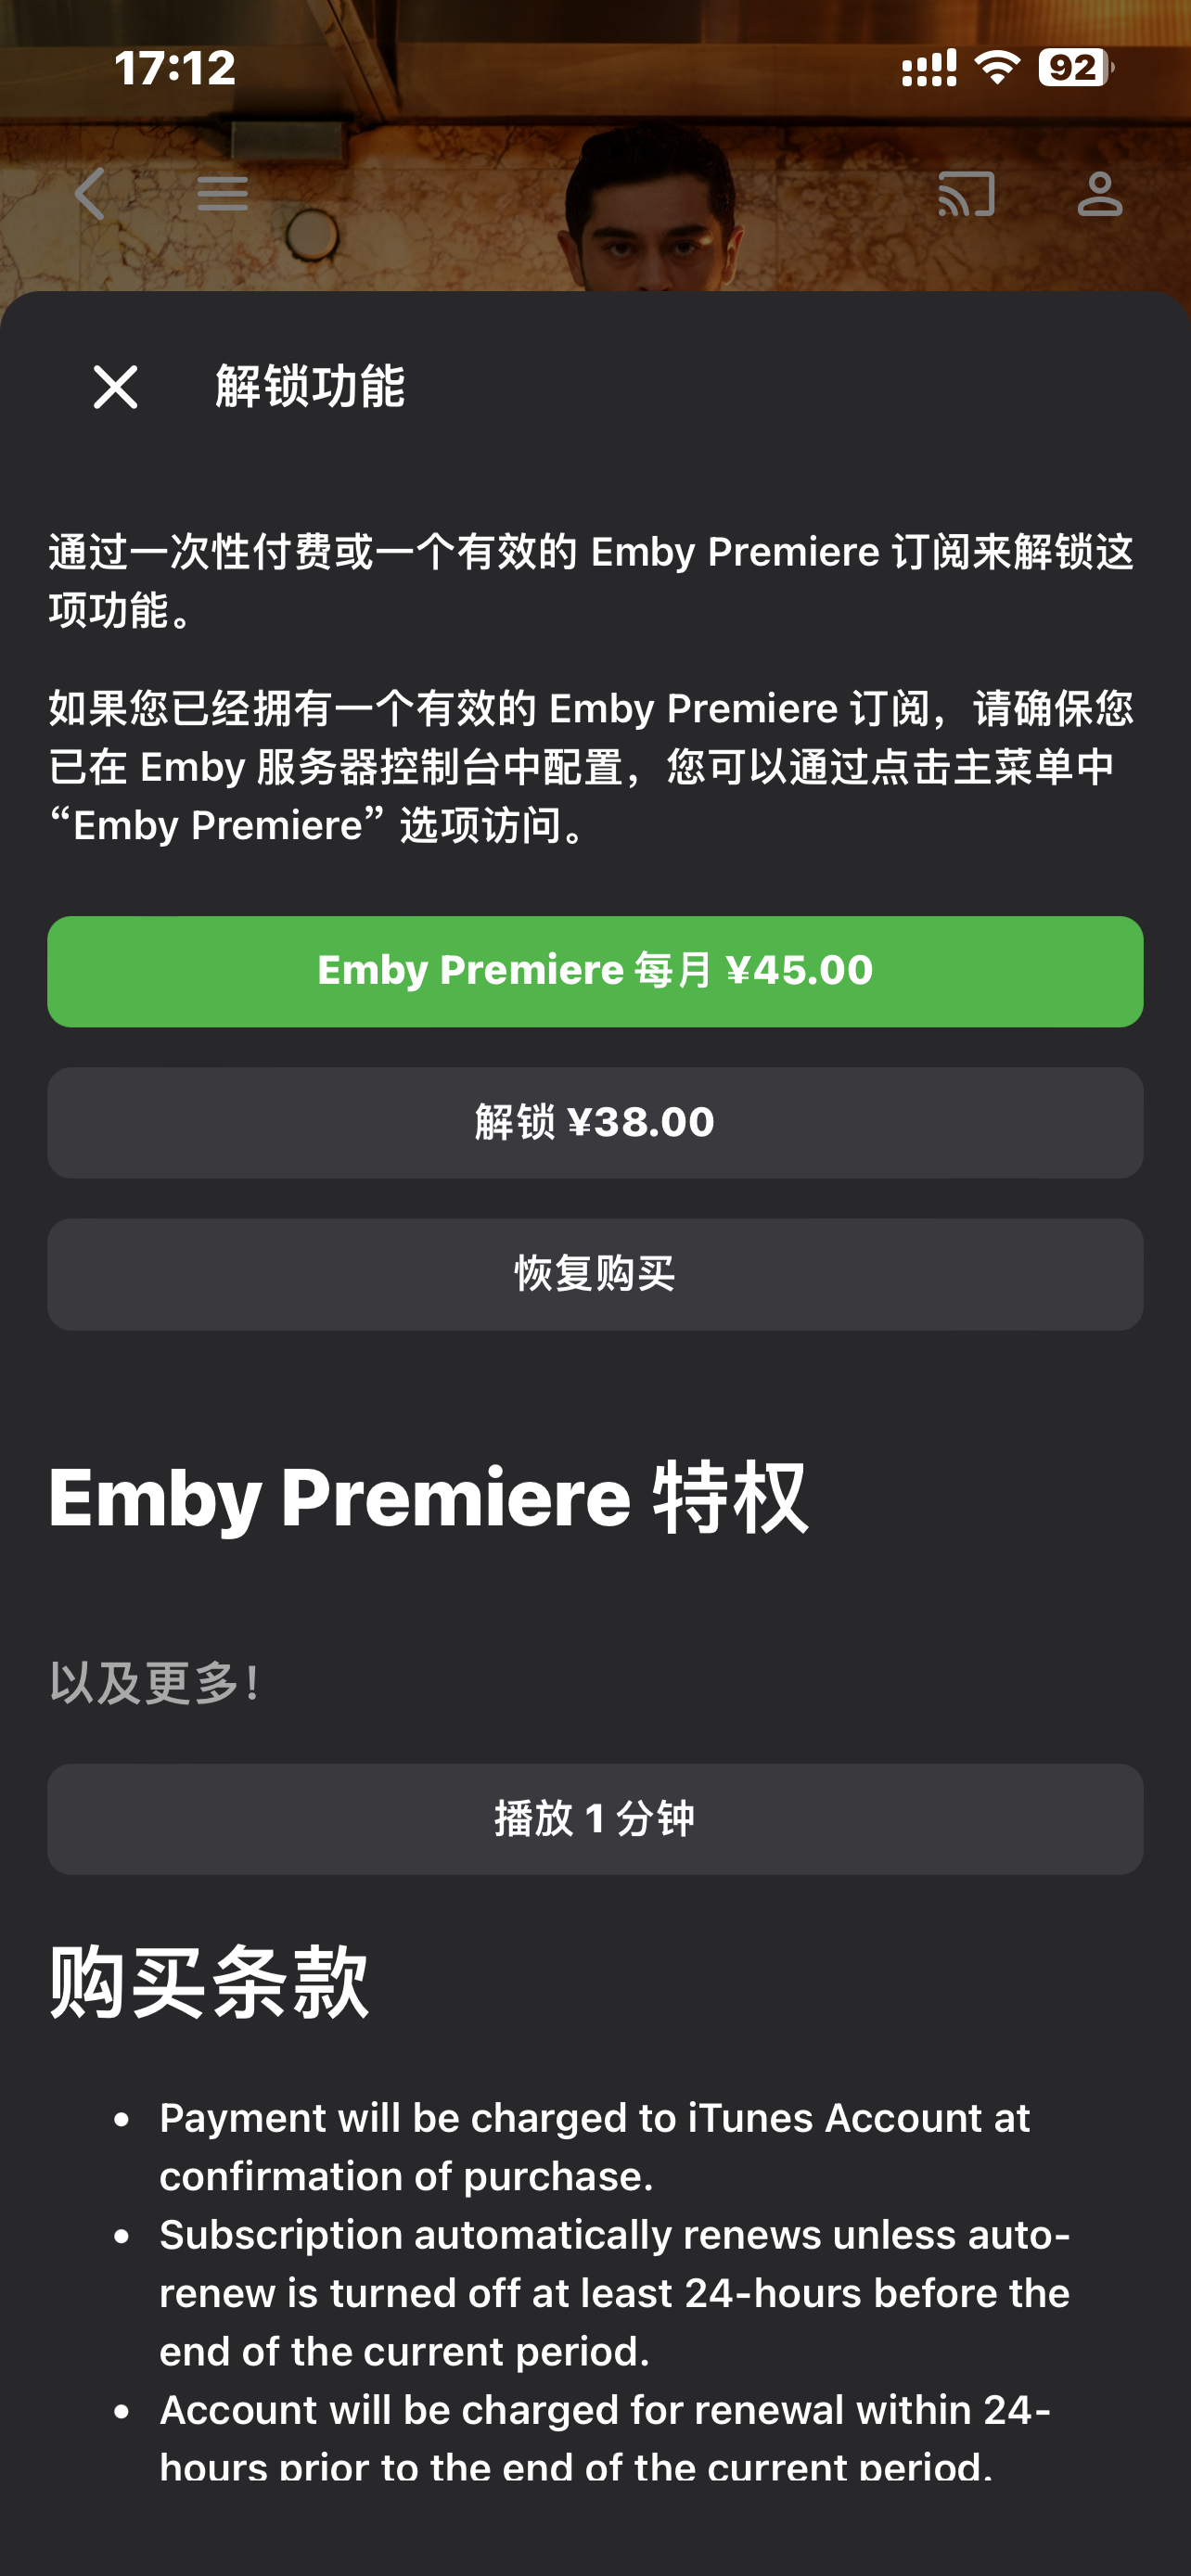 17:12
92
解锁功能
通过一次性付费或一个有效的 Emby Premiere 订阅来解锁这
项功能。
如果您已经拥有一个有效的 Emby Premiere 订阅，请确保您
已在 Emby 服务器控制台中配置，您可以通过点击主菜单中
“Emby Premiere” 选项访问。
Emby Premiere 每月 ¥45.00
解锁 ¥38.00
恢复购买
Emby Premiere 特权
以及更多！
播放 1 分钟
购买条款
• Payment will be charged to iTunes Account at
confirmation of purchase.
• Subscription automatically renews unless auto-
renew is turned off at least 24-hours before the
end of the current period.
• Account will be charged for renewal within 24-
hours prior to the end of the current period.